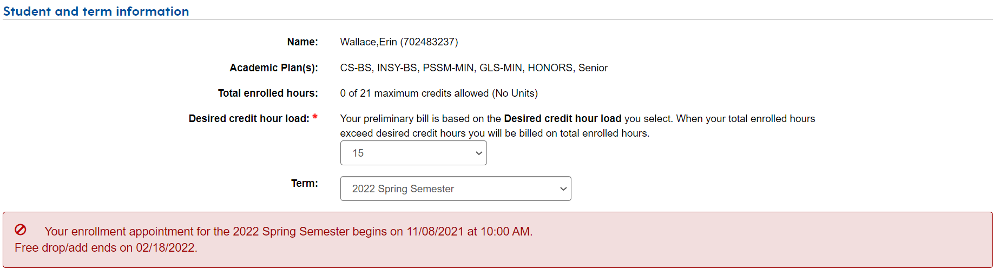 Student and term information
Name: Wallace,Erin (702483237)
Academic Plan(s): CS-BS, INSY-BS, PSSM-MIN, GLS-MIN, HONORS, Senior
Total enrolled hours: 0 of 21 maximum credits allowed (No Units)
Desired credit hour load: * Your preliminary bill is based on the Desired credit hour load you select. When your total enrolled hours
exceed desired credit hours you will be billed on total enrolled hours.
15
Term: 2022 Spring Semester
Your enrollment appointment for the 2022 Spring Semester begins on 11/08/2021 at 10:00 AM.
Free drop/add ends on 02/18/2022.